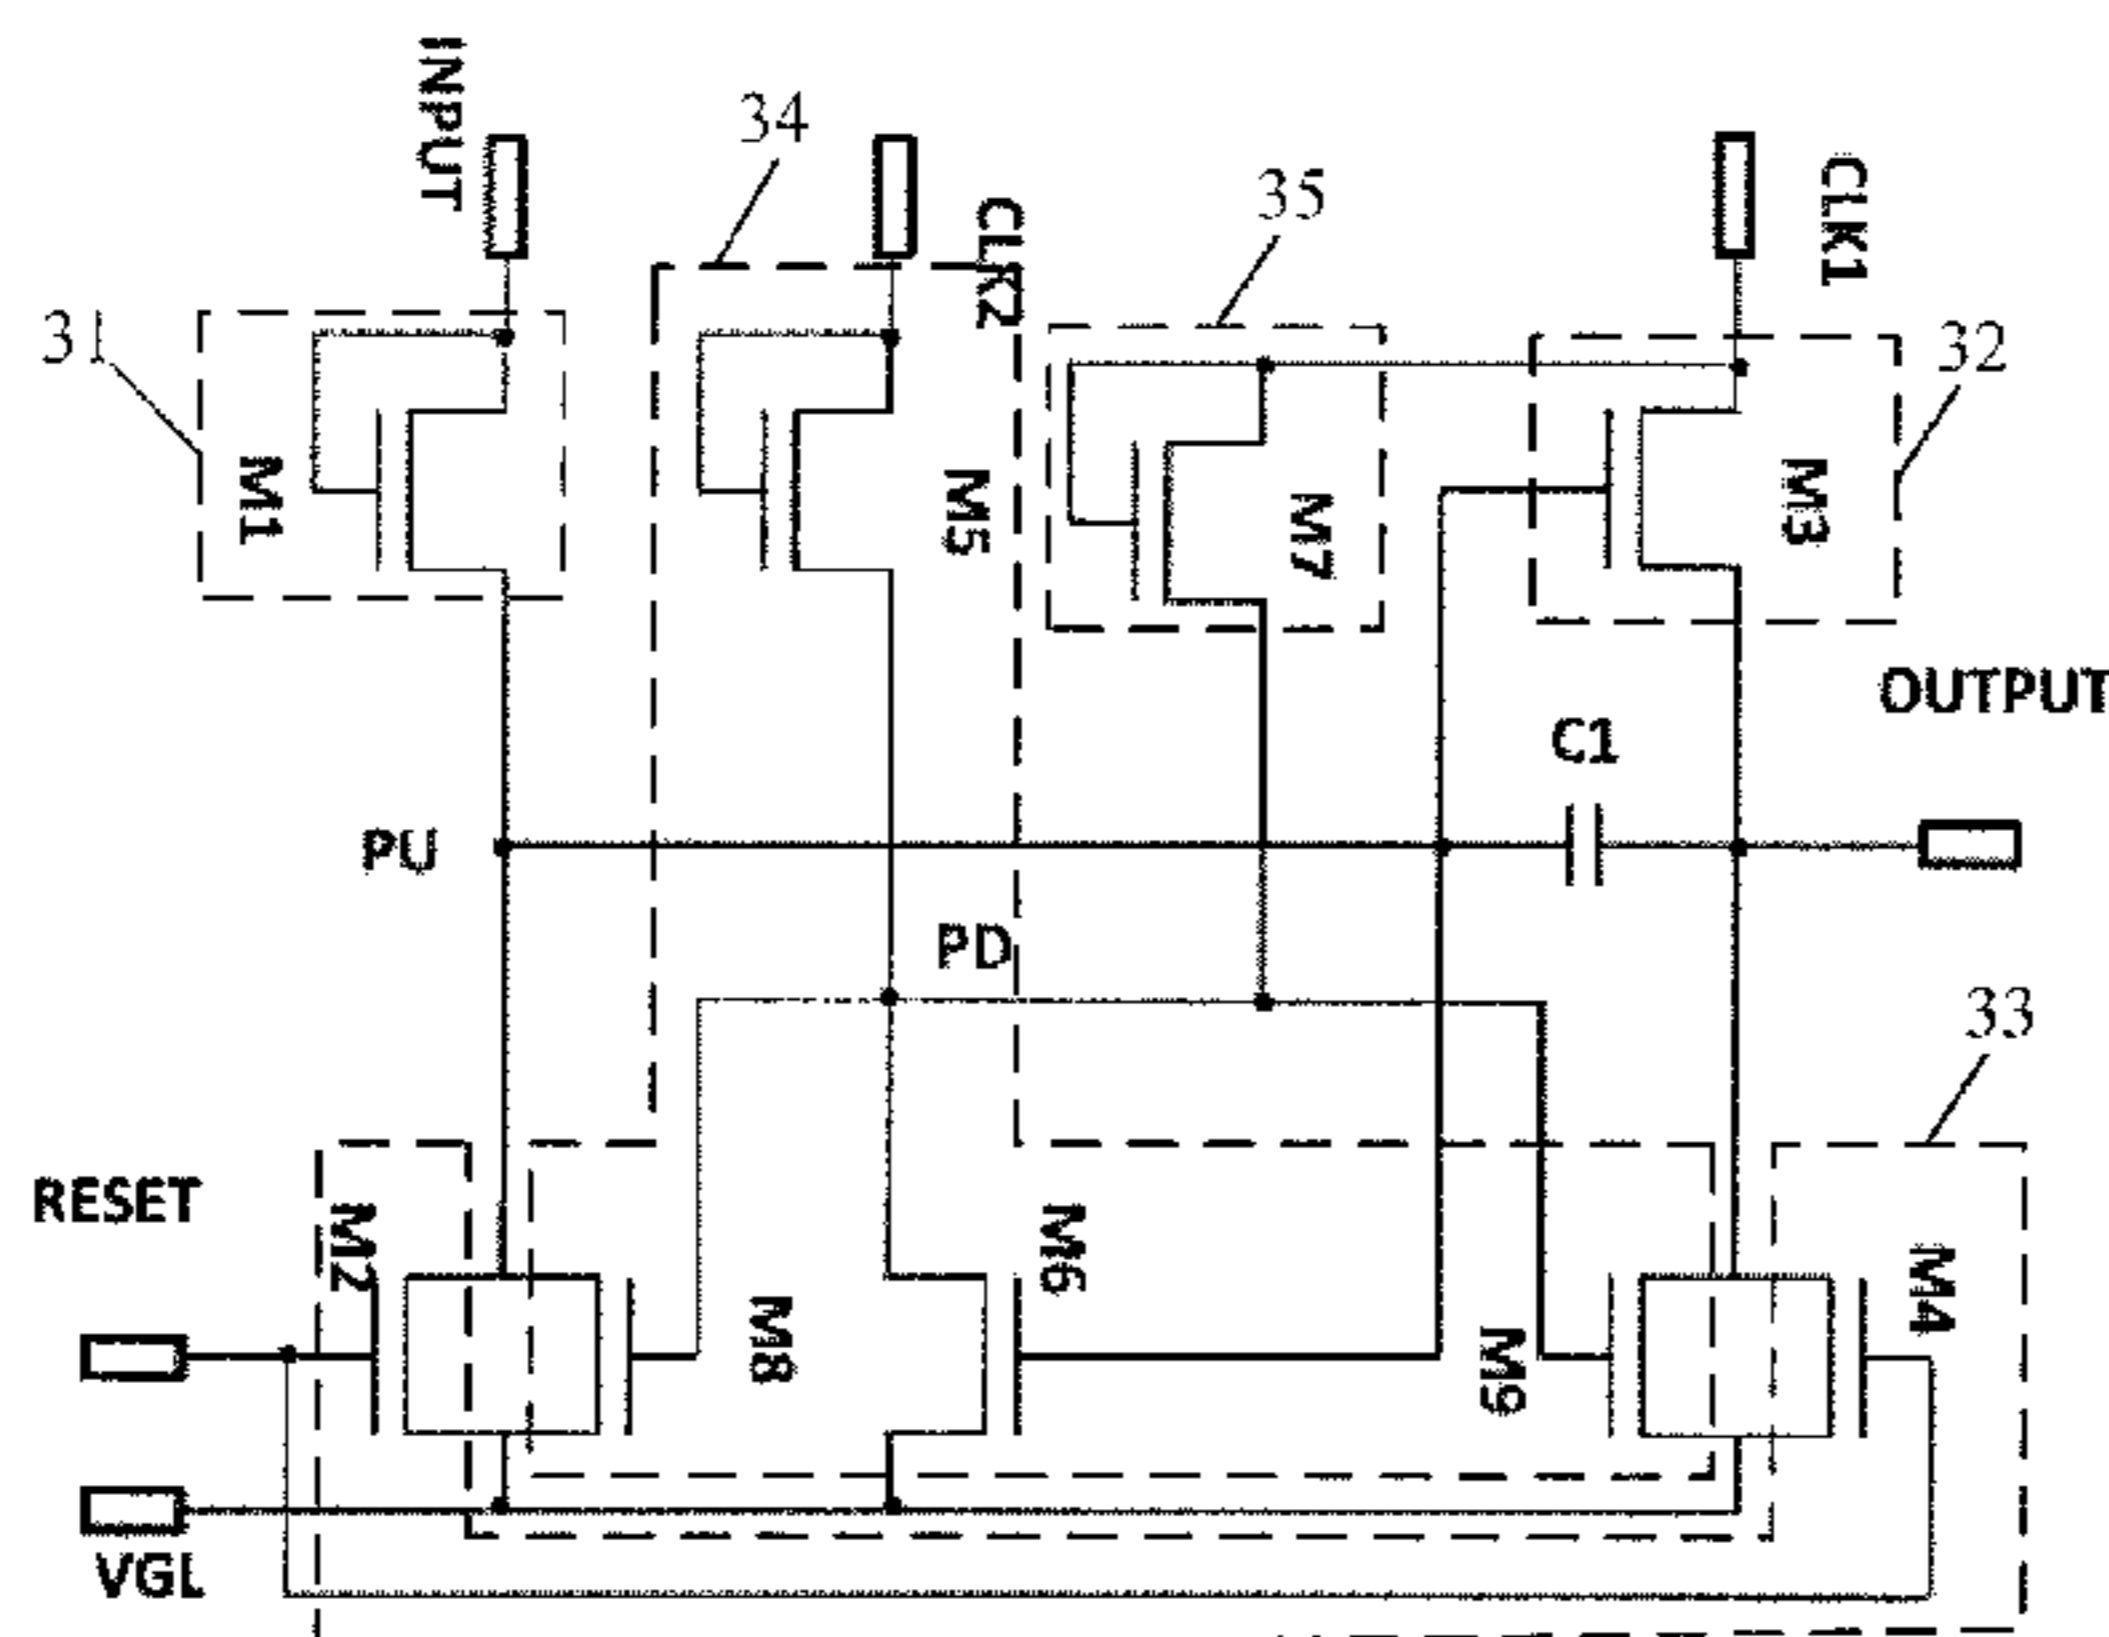 INPUT
34
CLK2
35
CLK1
31
32
M1
M5
M7
M3
OUTPUT
C1
PU
PD
33
RESET
M2
M6
M4
M8
M9
VGL